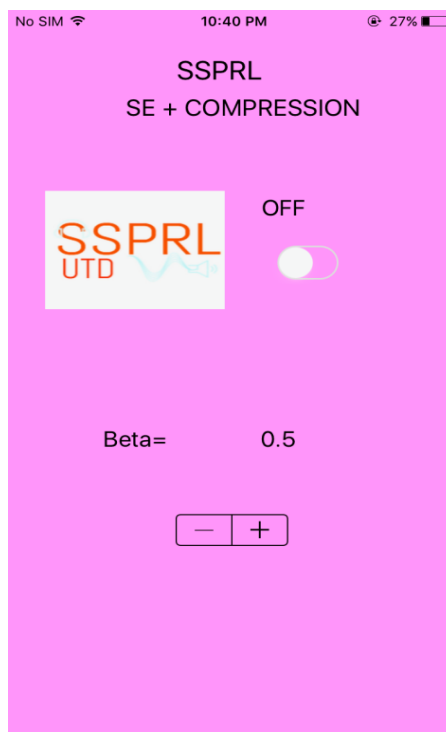 No SIM 10:40 PM 27%
SSPRL
SE + COMPRESSION
OFF
SSPRL
UTD
Beta= 0.5
— +